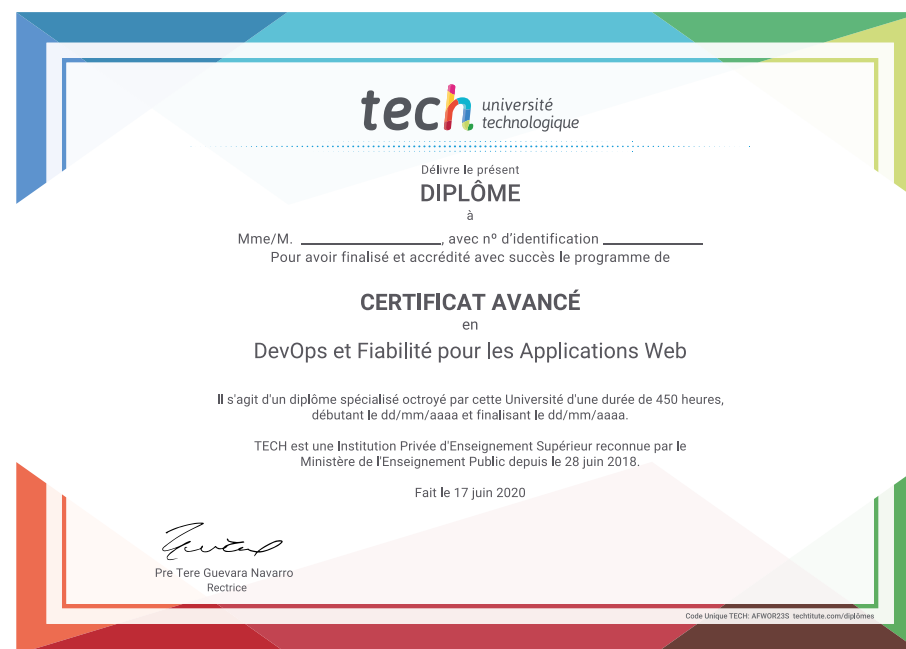 tech université
technologique
Délivre le présent
DIPLÔME
à
Mme/M. ____________________, avec nº d'identification ______________
Pour avoir finalisé et accrédité avec succès le programme de
CERTIFICAT AVANCÉ
en
DevOps et Fiabilité pour les Applications Web
Il s'agit d'un diplôme spécialisé octroyé par cette Université d'une durée de 450 heures,
débutant le dd/mm/aaaa et finalisant le dd/mm/aaaa.
TECH est une Institution Privée d'Enseignement Supérieur reconnue par le
Ministère de l'Enseignement Public depuis le 28 juin 2018.
Fait le 17 juin 2020
Pre Tere Guevara Navarro
Rectrice
Code Unique TECH: AFWOR23S techtitute.com/diplômes